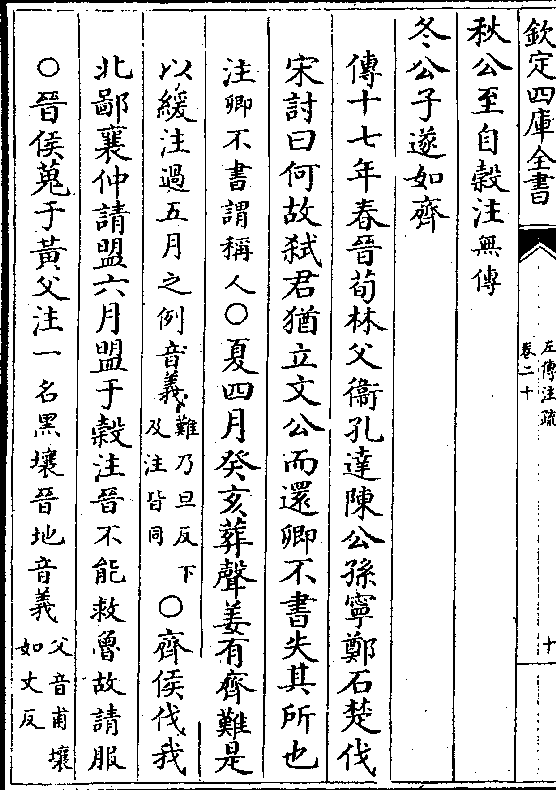 欽定四庫全書
左傳注疏
卷二十
十
秋公至自穀注無傳
冬公子遂如齊
傳十七年春晉荀林父衞孔達陳公孫寧鄭石楚伐
宋討曰何故弒君猶立文公而還卿不書失其所也
注卿不書謂稱人○夏四月癸亥葬聲姜有齊難是
以緩注過五月之例音義難乃旦反下及注皆同○齊侯伐我
北鄙襄仲請盟六月盟于穀注晉不能救魯故請服
○晉侯蒐于黃父注一名黑壤晉地音義父音甫壤如丈反